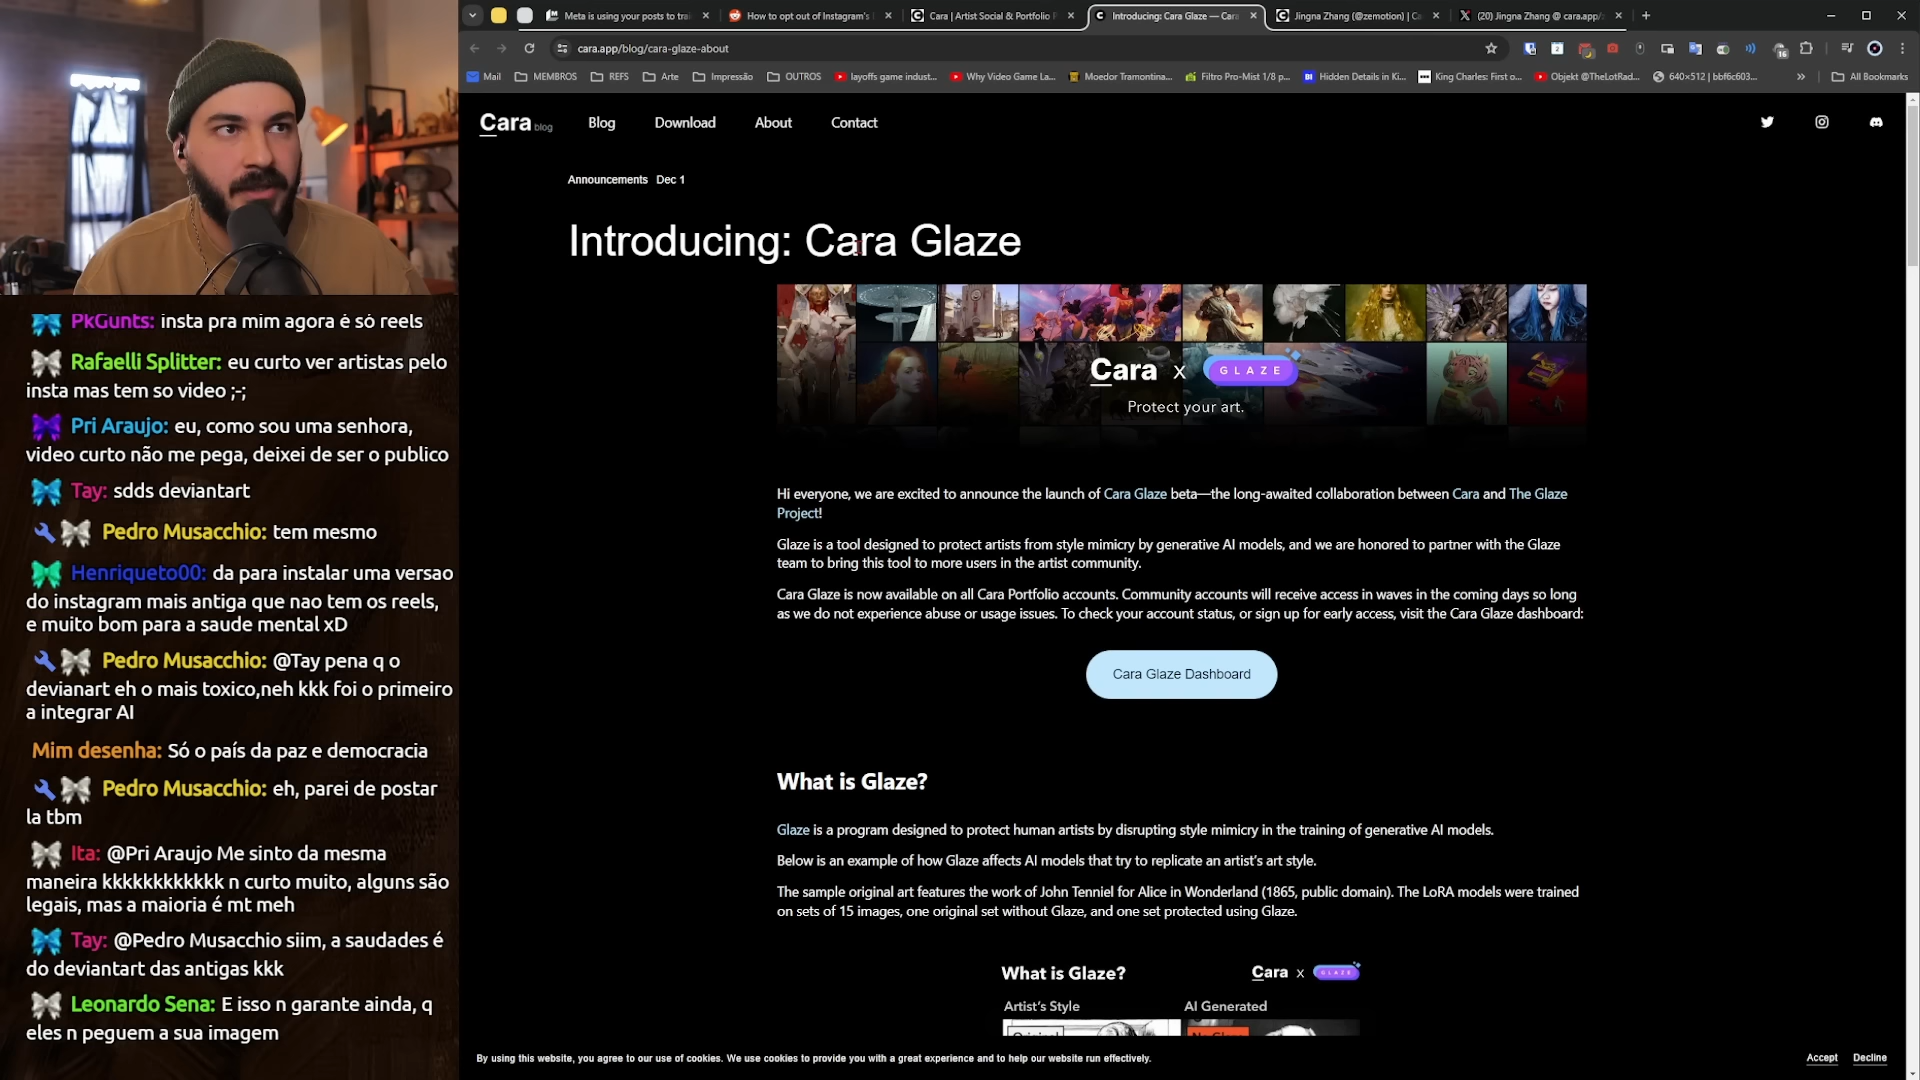 Meta is using your posts to trai
How to opt out of Instagram's
Cara | Artist Social & Portfolio P
Introducing: Cara Glaze — Cara
Jingna Zhang (@zemotion) | C
(20) Jingna Zhang @ cara.app/
cara.app/blog/cara-glaze-about
Mail
MEMBROS
REFS
Arte
Impressão
OUTROS
layoffs game indust...
Why Video Game La...
Moedor Tramontina...
Filtro Pro-Mist 1/8 p...
Hidden Details in Ki...
King Charles: First o...
Objekt @TheLotRad...
640×512 | bbf6c603...
All Bookmarks
Cara blog
Blog
Download
About
Contact
Announcements Dec 1
Introducing: Cara Glaze
Cara x GLAZE
Protect your art.
Hi everyone, we are excited to announce the launch of Cara Glaze beta—the long-awaited collaboration between Cara and The Glaze
Project!
Glaze is a tool designed to protect artists from style mimicry by generative AI models, and we are honored to partner with the Glaze
team to bring this tool to more users in the artist community.
Cara Glaze is now available on all Cara Portfolio accounts. Community accounts will receive access in waves in the coming days so long
as we do not experience abuse or usage issues. To check your account status, or sign up for early access, visit the Cara Glaze dashboard:
Cara Glaze Dashboard
What is Glaze?
Glaze is a program designed to protect human artists by disrupting style mimicry in the training of generative AI models.
Below is an example of how Glaze affects AI models that try to replicate an artist's art style.
The sample original art features the work of John Tenniel for Alice in Wonderland (1865, public domain). The LoRA models were trained
on sets of 15 images, one original set without Glaze, and one set protected using Glaze.
What is Glaze?
Cara x GLAZE
Artist's Style
AI Generated
By using this website, you agree to our use of cookies. We use cookies to provide you with a great experience and to help our website run effectively.
Accept
Decline
PkGunts: insta pra mim agora é só reels
Rafaelli Splitter: eu curto ver artistas pelo
insta mas tem so video ;-;
Pri Araujo: eu, como sou uma senhora,
video curto não me pega, deixei de ser o publico
Tay: sdds deviantart
Pedro Musacchio: tem mesmo
Henriqueto00: da para instalar uma versao
do instagram mais antiga que nao tem os reels,
e muito bom para a saude mental xD
Pedro Musacchio: @Tay pena q o
devianart eh o mais toxico,neh kkk foi o primeiro
a integrar AI
Mim desenha: Só o país da paz e democracia
Pedro Musacchio: eh, parei de postar
la tbm
Ita: @Pri Araujo Me sinto da mesma
maneira kkkkkkkkkkkk n curto muito, alguns são
legais, mas a maioria é mt meh
Tay: @Pedro Musacchio siim, a saudades é
do deviantart das antigas kkk
Leonardo Sena: E isso n garante ainda, q
eles n peguem a sua imagem